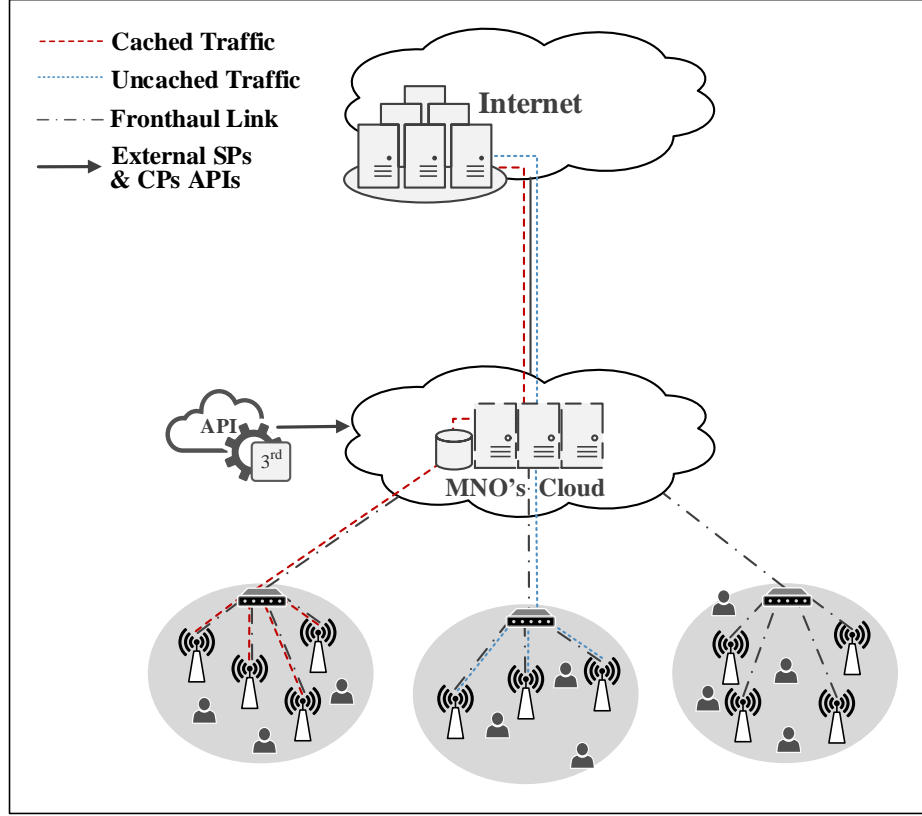 Cached Traffic
Uncached Traffic
Fronthaul Link
External SPs
& CPs APIs
Internet
API
3rd
MNO's Cloud